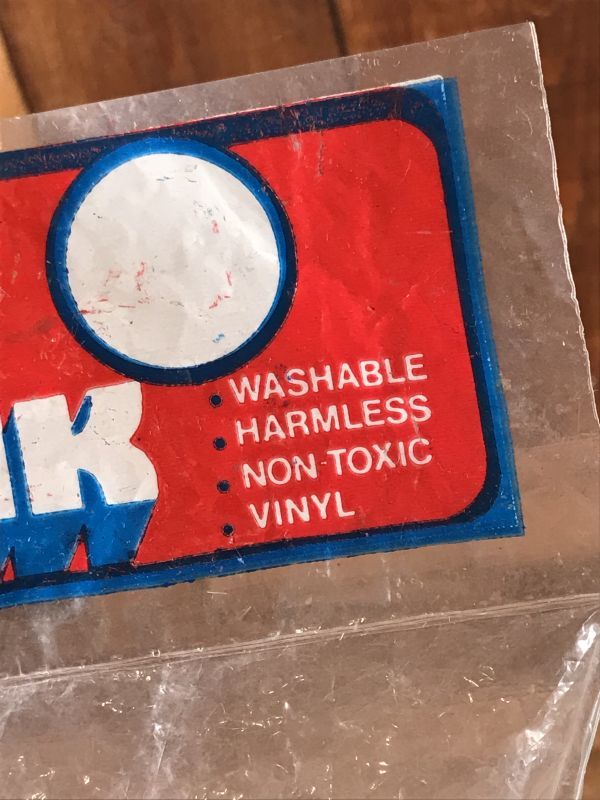 K
• WASHABLE
• HARMLESS
• NON-TOXIC
• VINYL